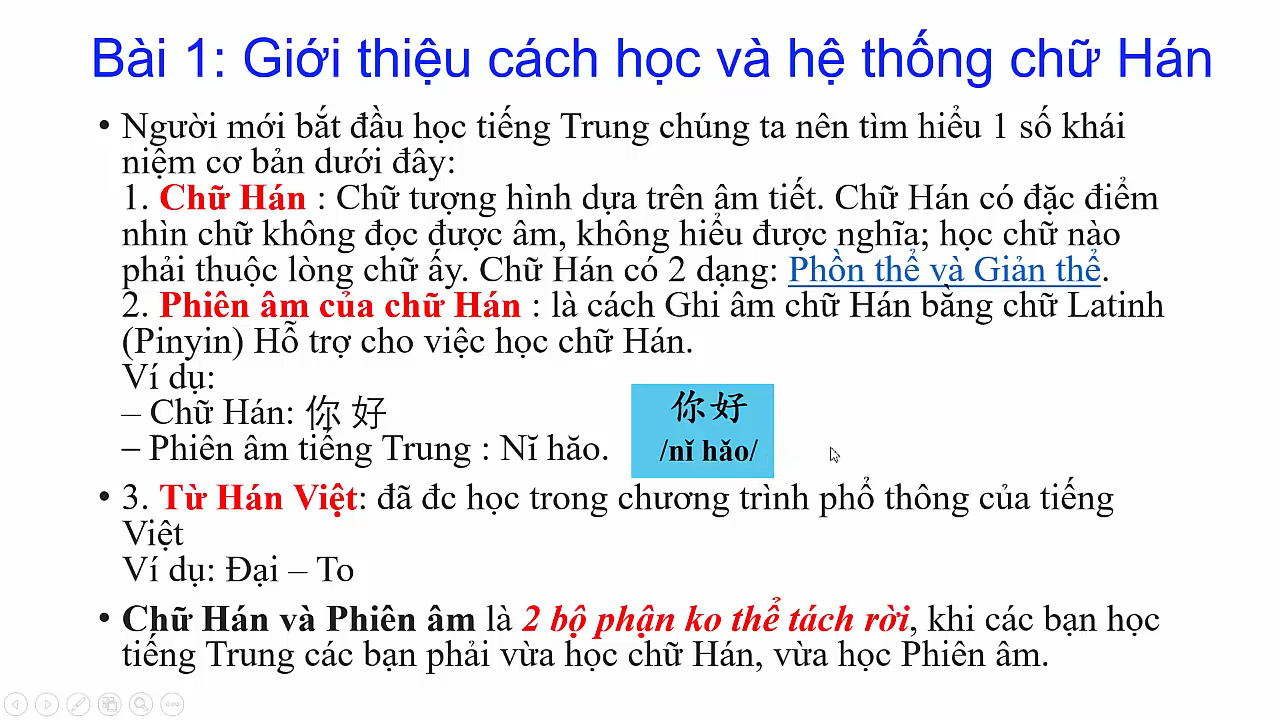 Bài 1: Giới thiệu cách học và hệ thống chữ Hán
• Người mới bắt đầu học tiếng Trung chúng ta nên tìm hiểu 1 số khái
niệm cơ bản dưới đây:
1. Chữ Hán : Chữ tượng hình dựa trên âm tiết. Chữ Hán có đặc điểm
nhìn chữ không đọc được âm, không hiểu được nghĩa; học chữ nào
phải thuộc lòng chữ ấy. Chữ Hán có 2 dạng: Phồn thể và Giản thể.
2. Phiên âm của chữ Hán : là cách Ghi âm chữ Hán bằng chữ Latinh
(Pinyin) Hỗ trợ cho việc học chữ Hán.
Ví dụ:
– Chữ Hán: 你 好
– Phiên âm tiếng Trung : Nĭ hăo.
你好
/nǐ hǎo/
• 3. Từ Hán Việt: đã đc học trong chương trình phổ thông của tiếng
Việt
Ví dụ: Đại – To
• Chữ Hán và Phiên âm là 2 bộ phận ko thể tách rời, khi các bạn học
tiếng Trung các bạn phải vừa học chữ Hán, vừa học Phiên âm.